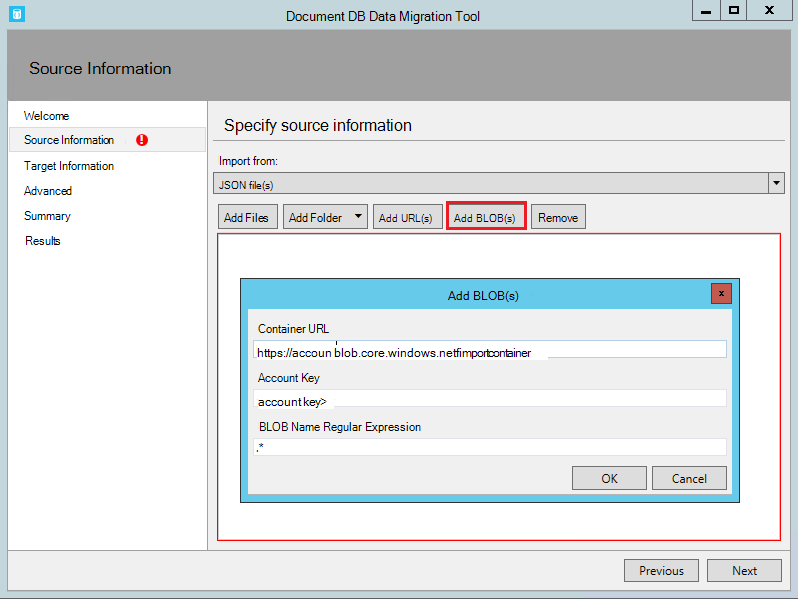 Document DB Data Migration Tool
Source Information
Welcome
Source Information
Target Information
Advanced
Summary
Results
Specify source information
Import from:
JSON file(s)
Add Files Add Folder Add URL(s) Add BLOB(s) Remove
Add BLOB(s)
Container URL
https://accoun blob.core.windows.netfimportcontainer
Account Key
account key>
BLOB Name Regular Expression
.*
OK Cancel
Previous Next